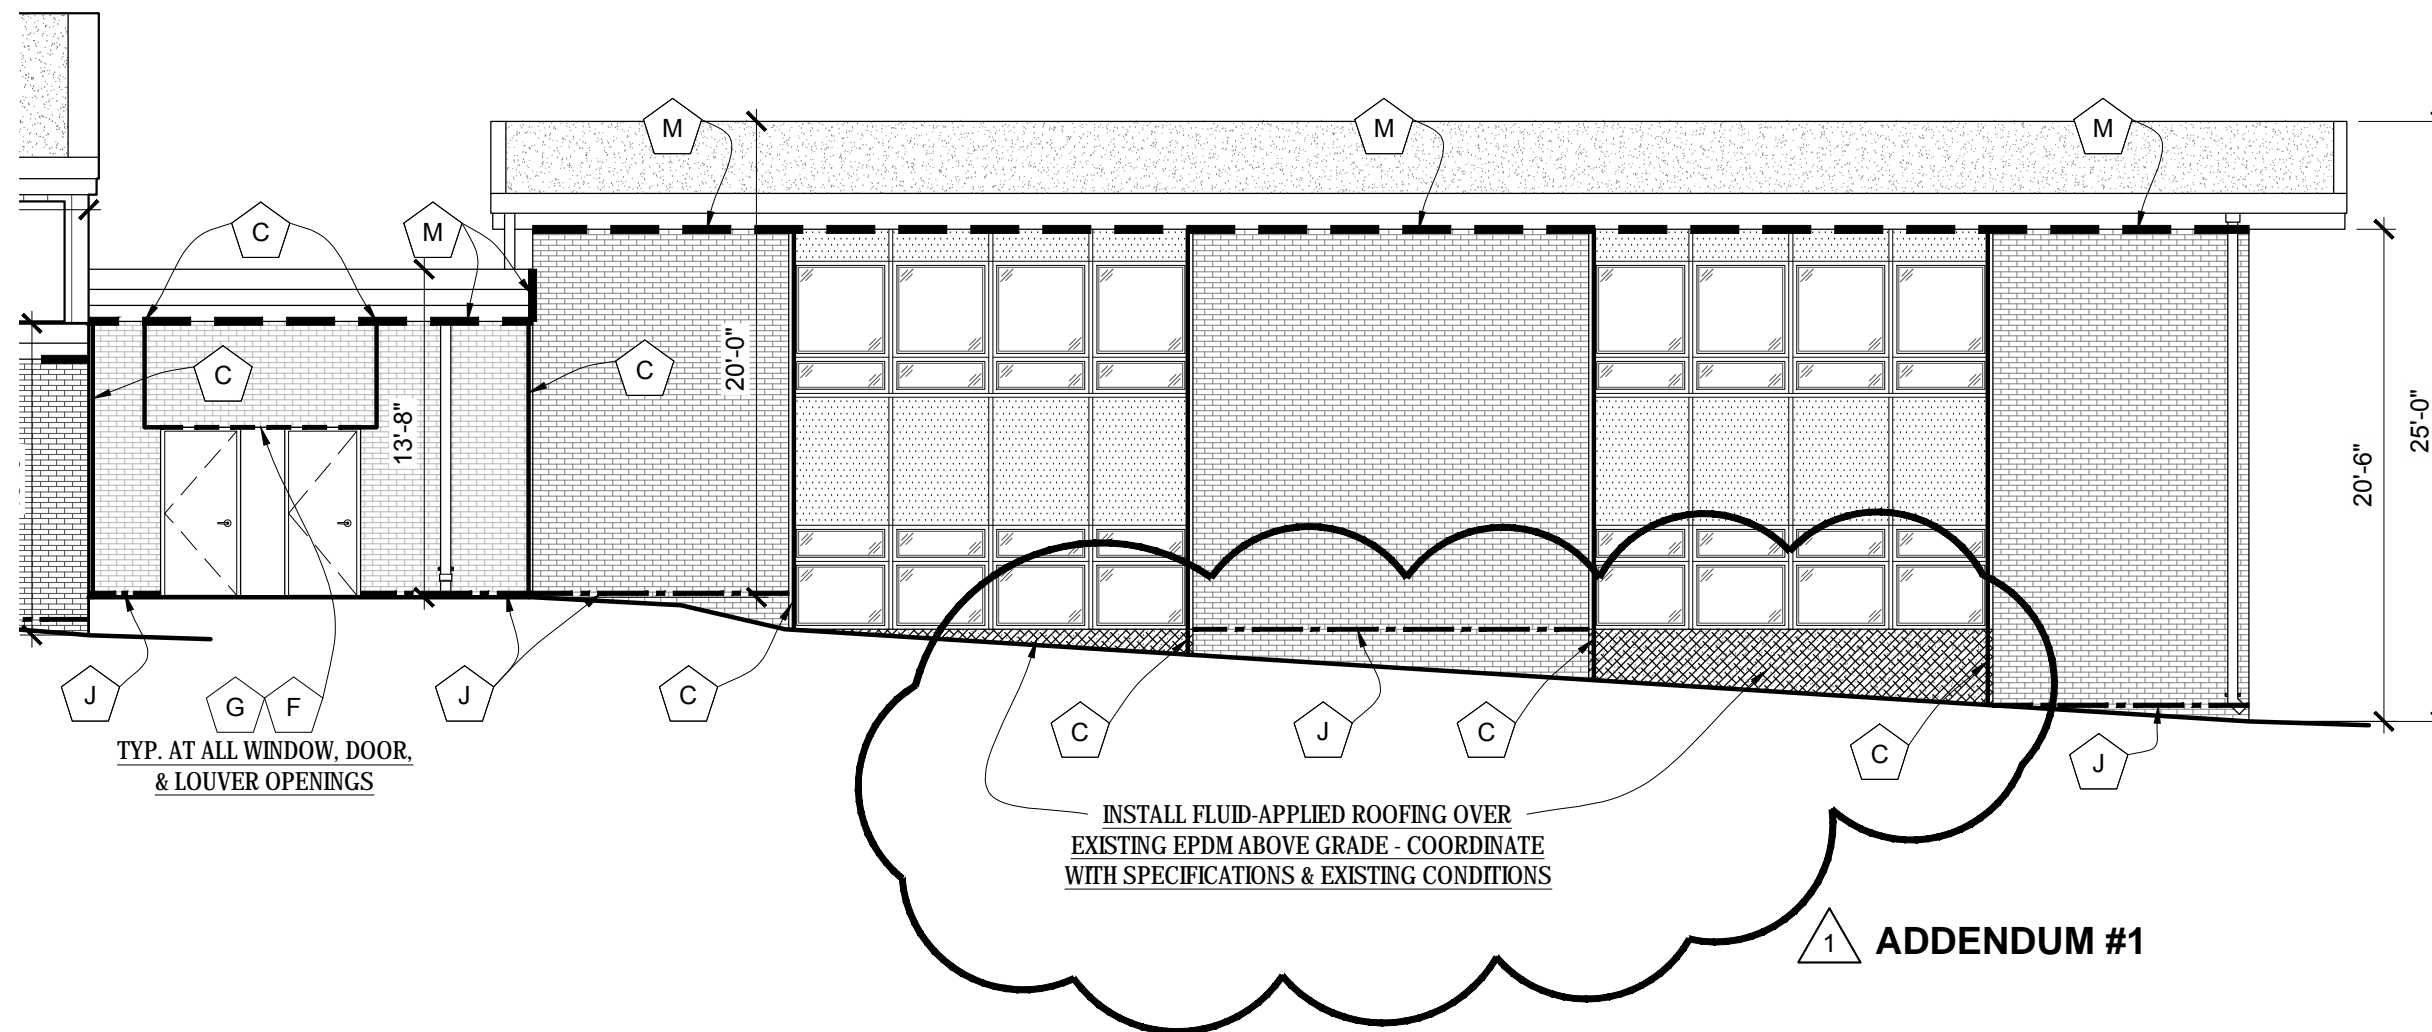 M
M
M
C
M
C
C
20'-0"
13'-8"
25'-0"
20'-6"
J
G
F
J
C
C
J
C
C
J
TYP. AT ALL WINDOW, DOOR,
& LOUVER OPENINGS
INSTALL FLUID-APPLIED ROOFING OVER
EXISTING EPDM ABOVE GRADE - COORDINATE
WITH SPECIFICATIONS & EXISTING CONDITIONS
1 ADDENDUM #1